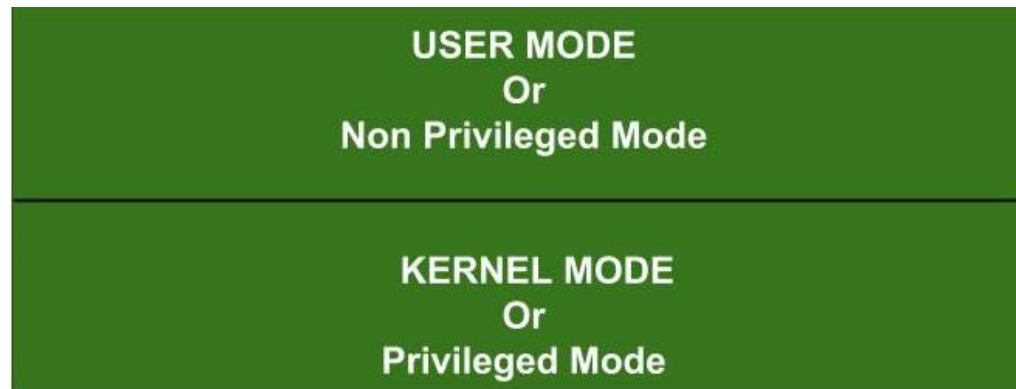 USER MODE
Or
Non Privileged Mode
KERNEL MODE
Or
Privileged Mode